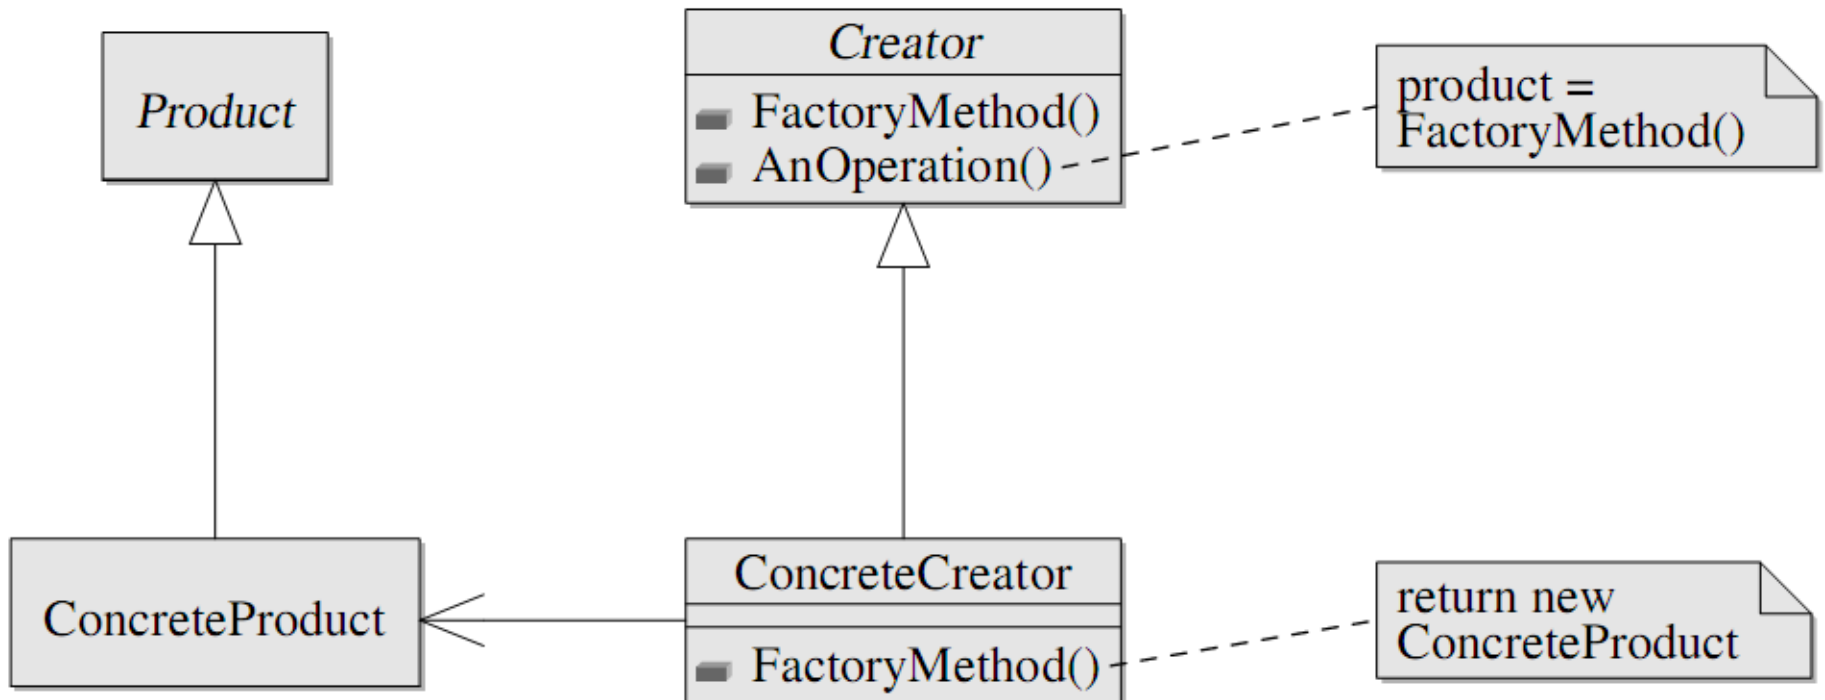 Product
Creator
FactoryMethod()
AnOperation()
product =
FactoryMethod()
ConcreteProduct
ConcreteCreator
FactoryMethod()
return new
ConcreteProduct